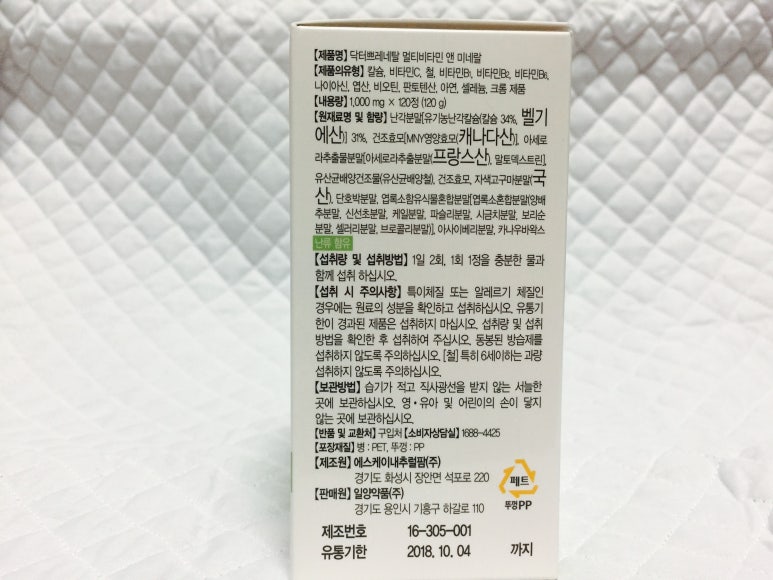 【제품명】 닥터쁘레네탈 멀티비타민 앤 미네랄
【제품의유형】 칼슘, 비타민C, 철, 비타민B1, 비타민B2, 비타민B6,
나이아신, 엽산, 비오틴, 판토텐산, 아연, 셀레늄, 크롬 제품
【내용량】 1,000 mg × 120정 (120 g)
【원재료명 및 함량】 난각분말[유기농난각칼슘(칼슘 34%, 벨기
에산)] 31%, 건조효모[MNY영양효모(캐나다산)], 아세로
라추출물분말[아세로라추출분말(프랑스산), 말토덱스트린],
유산균배양건조물(유산균배양철), 건조효모, 자색고구마분말(국
산), 단호박분말, 엽록소함유식물혼합분말[엽록소혼합분말(양배
추분말, 신선초분말, 케일분말, 파슬리분말, 시금치분말, 보리순
분말, 셀러리분말, 브로콜리분말)], 아사이베리분말, 카나우바왁스
난류 함유
【섭취량 및 섭취방법】 1일 2회, 1회 1정을 충분한 물과
함께 섭취 하십시오.
【섭취 시 주의사항】 특이체질 또는 알레르기 체질인
경우에는 원료의 성분을 확인하고 섭취하십시오. 유통기
한이 경과된 제품은 섭취하지 마십시오. 섭취량 및 섭취
방법을 확인한 후 섭취하여 주십시오. 동봉된 방습제를
섭취하지 않도록 주의하십시오. [철] 특히 6세이하는 과량
섭취하지 않도록 주의하십시오.
【보관방법】 습기가 적고 직사광선을 받지 않는 서늘한
곳에 보관하십시오. 영·유아 및 어린이의 손이 닿지
않는 곳에 보관하십시오.
【반품 및 교환처】 구입처 【소비자상담실】 1688-4425
【포장재질】 병 : PET, 뚜껑 : PP
【제조원】 에스케이내추럴팜(주)
경기도 화성시 장안면 석포로 220
【판매원】 일양약품(주)
경기도 용인시 기흥구 하갈로 110
페트
뚜껑PP
제조번호 16-305-001
유통기한 2018. 10. 04 까지